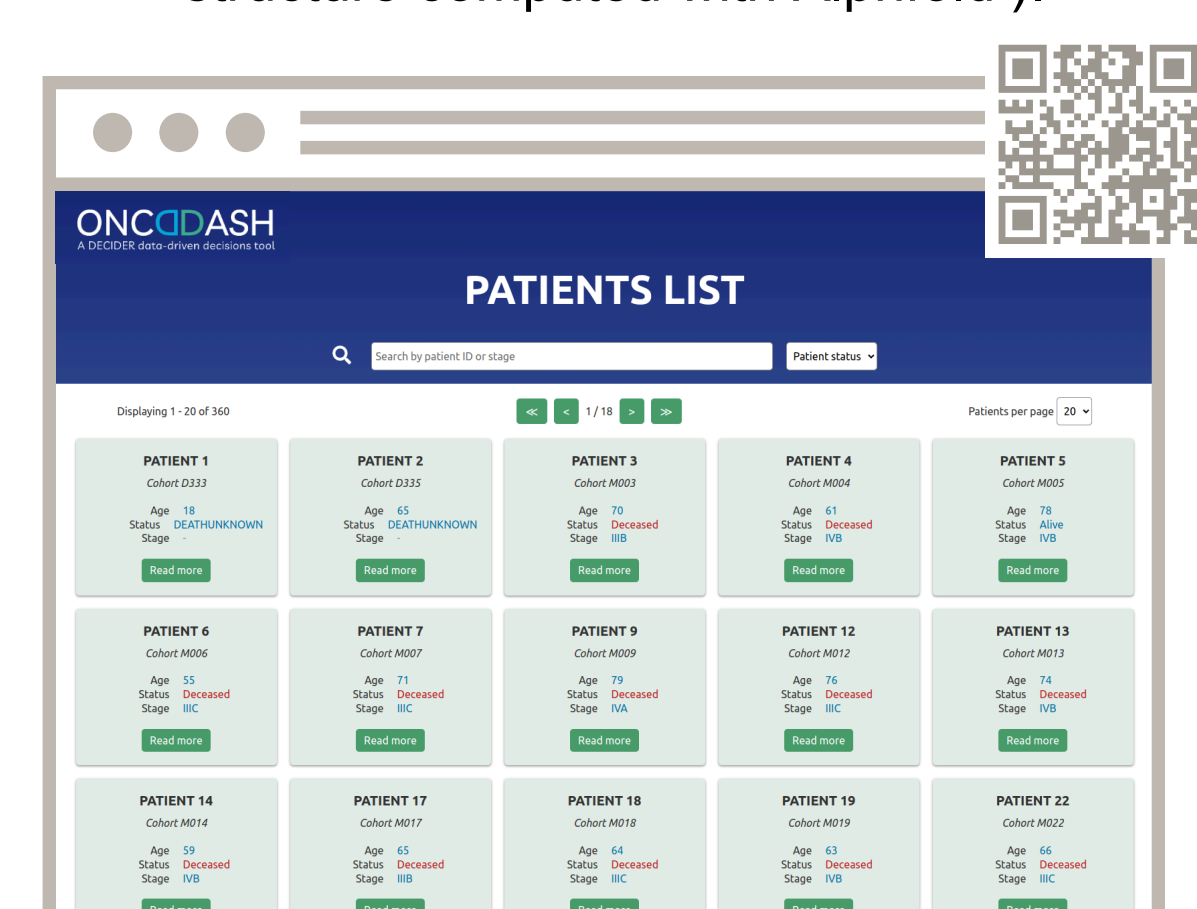 ONCODASH
A DECIDER data-driven decisions tool
PATIENTS LIST
Search by patient ID or stage
Patient status
Displaying 1 - 20 of 360
≪ < 1 / 18 > ≫
Patients per page 20
PATIENT 1 PATIENT 2 PATIENT 3 PATIENT 4 PATIENT 5
Cohort D333 Cohort D335 Cohort M003 Cohort M004 Cohort M005
Age 18 Age 65 Age 70 Age 61 Age 78
Status DEATHUNKNOWN Status DEATHUNKNOWN Status Deceased Status Deceased Status Alive
Stage - Stage - Stage IIIB Stage IVB Stage IVB
Read more Read more Read more Read more Read more
PATIENT 6 PATIENT 7 PATIENT 9 PATIENT 12 PATIENT 13
Cohort M006 Cohort M007 Cohort M009 Cohort M012 Cohort M013
Age 55 Age 71 Age 79 Age 76 Age 74
Status Deceased Status Deceased Status Deceased Status Deceased Status Deceased
Stage IIIC Stage IIIC Stage IVA Stage IIIC Stage IVB
Read more Read more Read more Read more Read more
PATIENT 14 PATIENT 17 PATIENT 18 PATIENT 19 PATIENT 22
Cohort M014 Cohort M017 Cohort M018 Cohort M019 Cohort M022
Age 59 Age 65 Age 64 Age 63 Age 66
Status Deceased Status Deceased Status Deceased Status Deceased Status Deceased
Stage IVB Stage IIIB Stage IIIC Stage IVB Stage IIIC
Read more Read more Read more Read more Read more